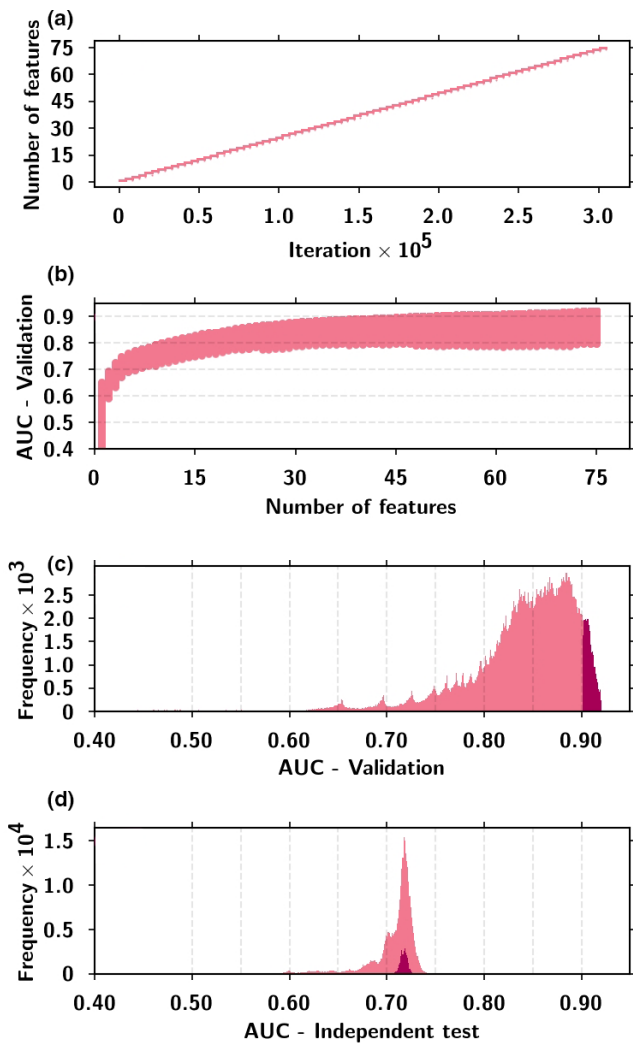 (a)
75
60
45
30
15
0
Number of features
0 0.5 1.0 1.5 2.0 2.5 3.0
Iteration × 10^5
(b)
0.9
0.8
0.7
0.6
0.5
0.4
AUC - Validation
0 15 30 45 60 75
Number of features
(c)
2.5
2.0
1.5
1.0
0.5
0
Frequency × 10^3
0.40 0.50 0.60 0.70 0.80 0.90
AUC - Validation
(d)
1.5
1.0
0.5
0
Frequency × 10^4
0.40 0.50 0.60 0.70 0.80 0.90
AUC - Independent test